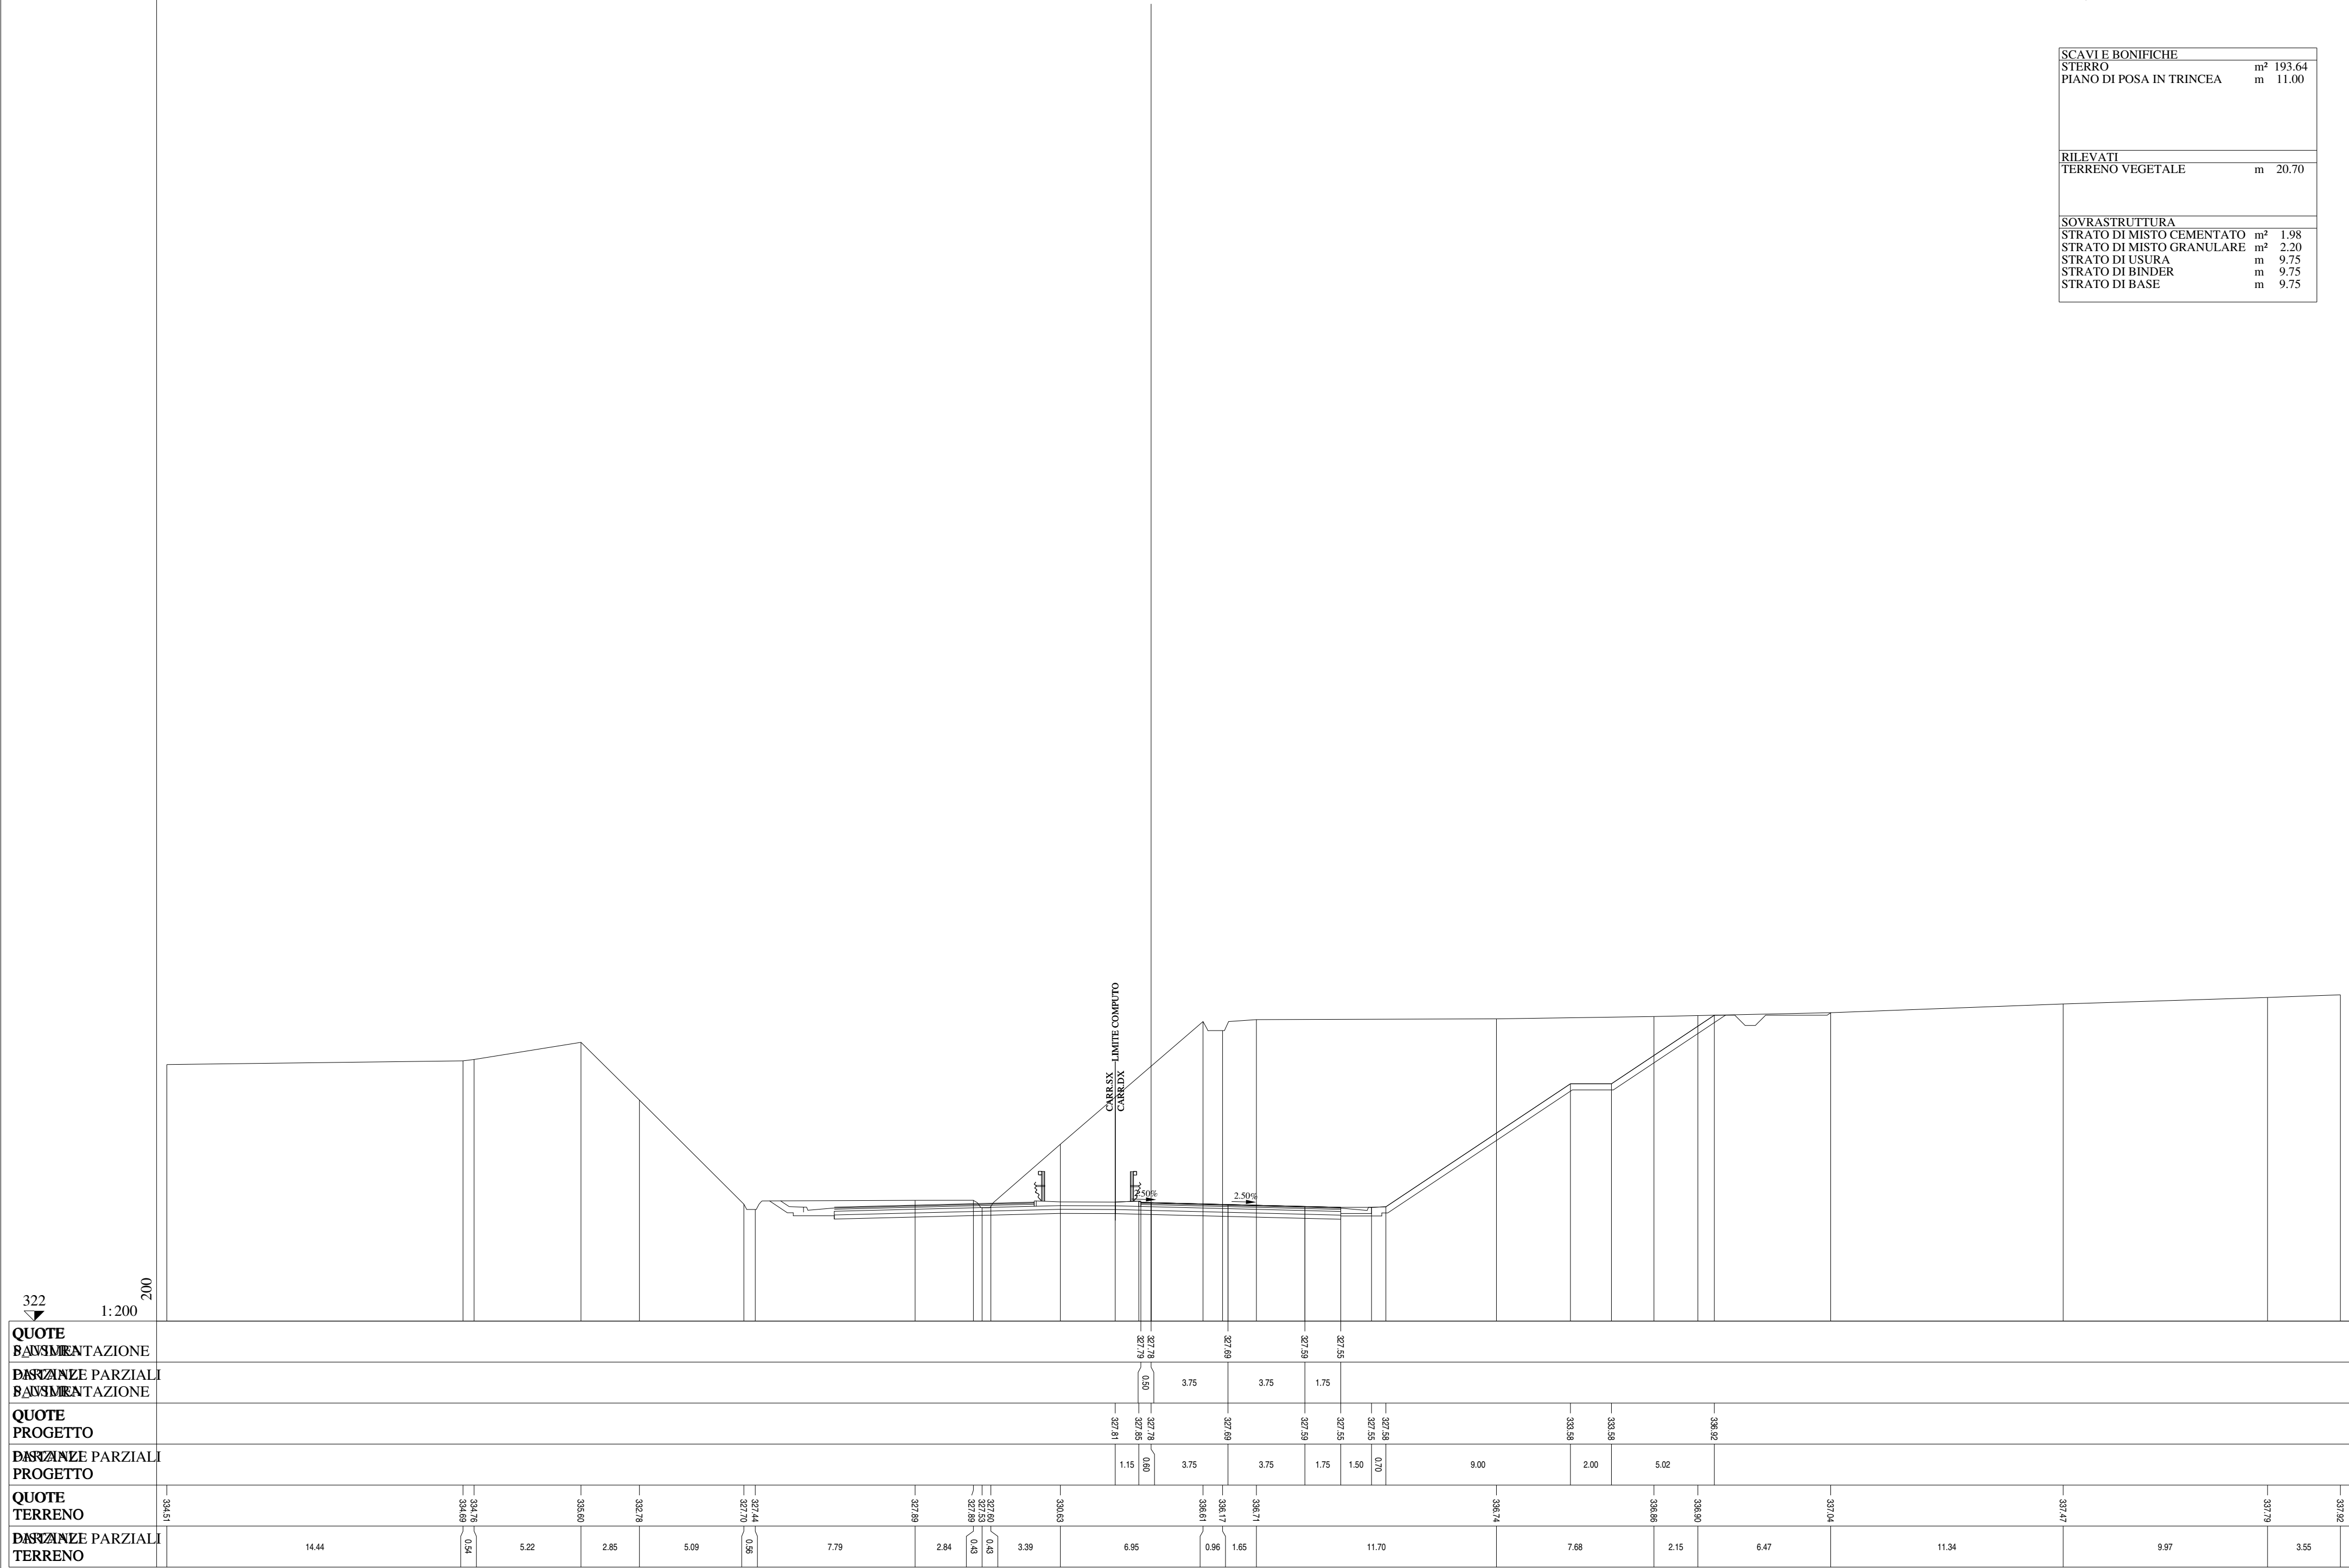 SCAVI E BONIFICHE
STERRO m² 193.64
PIANO DI POSA IN TRINCEA m 11.00
RILEVATI
TERRENO VEGETALE m 20.70
SOVRASTRUTTURA
STRATO DI MISTO CEMENTATO m² 1.98
STRATO DI MISTO GRANULARE m² 2.20
STRATO DI USURA m 9.75
STRATO DI BINDER m 9.75
STRATO DI BASE m 9.75
LIMITE COMPUTO
CARR.SX
CARR.DX
2.50% 2.50%
200
322
1:200
QUOTE
PAVIMENTAZIONE
327.79 327.78 327.69 327.59 327.55
PARZIALI
PAVIMENTAZIONE
0.50 3.75 3.75 1.75
QUOTE
PROGETTO
327.81 327.85 327.78 327.69 327.59 327.55 327.55 327.58 333.58 333.58 336.92
PARZIALI
PROGETTO
1.15 0.60 3.75 3.75 1.75 1.50 0.70 9.00 2.00 5.02
QUOTE
TERRENO
334.51 334.69 334.76 335.60 332.78 327.70 327.44 327.89 327.89 327.53 327.60 330.63 336.61 336.17 336.71 336.74 336.86 336.90 337.04 337.47 337.79 337.92
PARZIALI
TERRENO
14.44 0.54 5.22 2.85 5.09 0.56 7.79 2.84 0.43 0.43 3.39 6.95 0.96 1.65 11.70 7.68 2.15 6.47 11.34 9.97 3.55